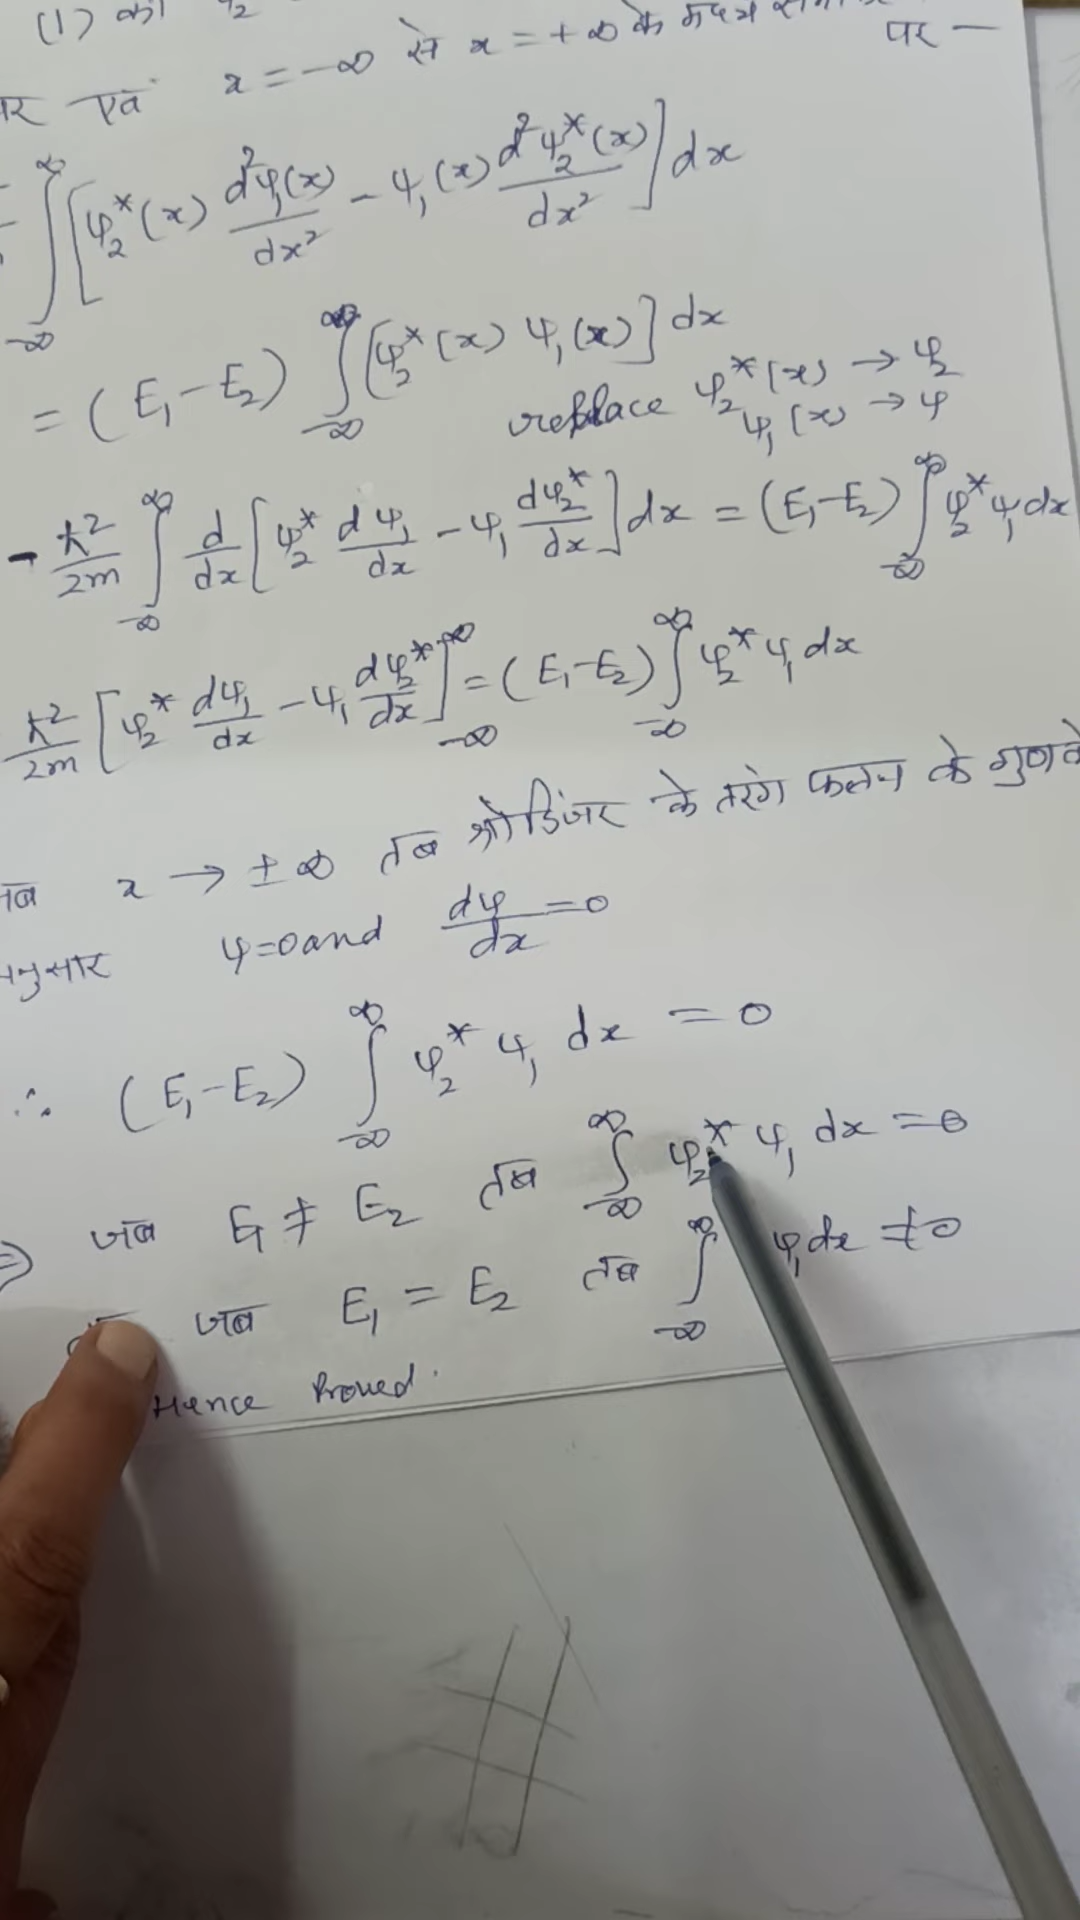 (1) को
एवं x = -∞ से x = +∞ के मध्य
पर —
∫_{-∞}^{∞} [ψ₂*(x) d²ψ₁(x)/dx² - ψ₁(x) d²ψ₂*(x)/dx²] dx
= (E₁-E₂) ∫_{-∞}^{∞} [ψ₂*(x) ψ₁(x)] dx
replace ψ₂*(x) → ψ₂
ψ₁(x) → ψ
- ħ²/2m ∫_{-∞}^{∞} d/dx [ψ₂* dψ₁/dx - ψ₁ dψ₂*/dx] dx = (E₁-E₂) ∫_{-∞}^{∞} ψ₂* ψ₁ dx
ħ²/2m [ψ₂* dψ₁/dx - ψ₁ dψ₂*/dx]_{-∞}^{∞} = (E₁-E₂) ∫_{-∞}^{∞} ψ₂* ψ₁ dx
x → ±∞ तब श्रोडिंजर के तरंग फलन के
ψ=0 and dψ/dx = 0
∴ (E₁-E₂) ∫_{-∞}^{∞} ψ₂* ψ₁ dx = 0
⇒ जब E₁ ≠ E₂ तब ∫_{-∞}^{∞} ψ₂* ψ₁ dx = 0
जब E₁ = E₂ तब ∫_{-∞}^{∞} ψ₁ dx ≠ 0
Hence Proved.